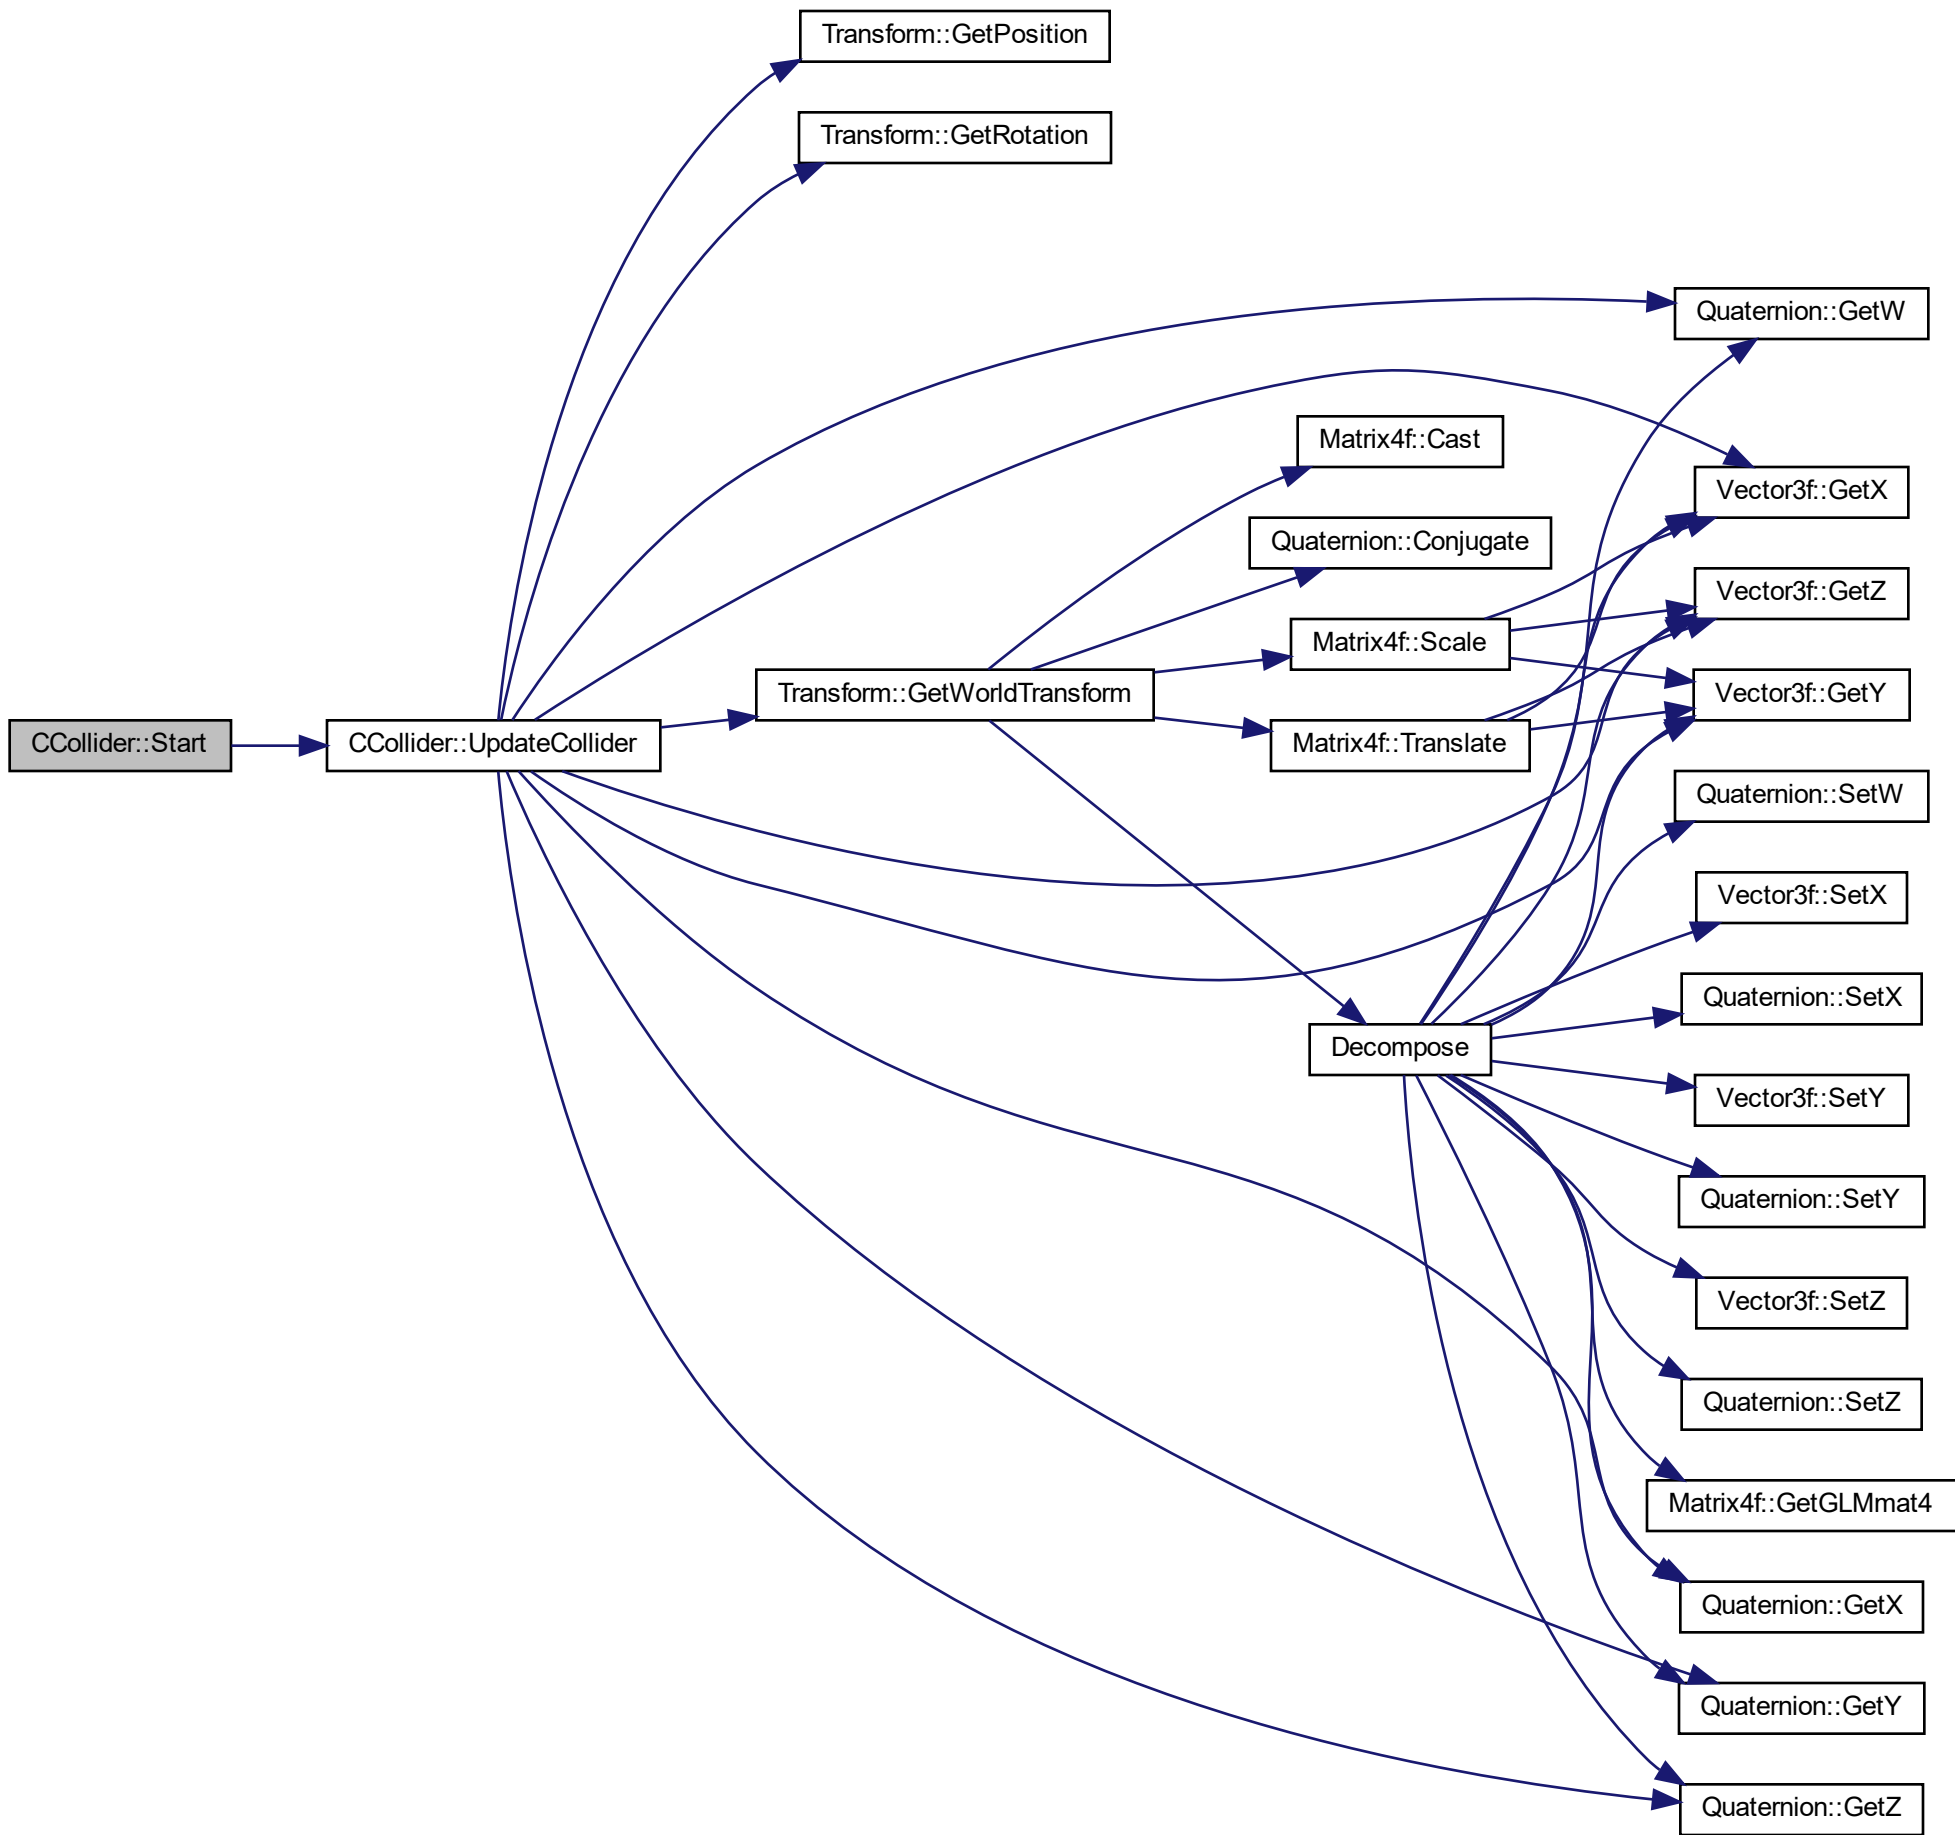 Transform::GetPosition
Transform::GetRotation
Quaternion::GetW
Matrix4f::Cast
Vector3f::GetX
Quaternion::Conjugate
Vector3f::GetZ
Matrix4f::Scale
Transform::GetWorldTransform
Vector3f::GetY
CCollider::Start
CCollider::UpdateCollider
Matrix4f::Translate
Quaternion::SetW
Vector3f::SetX
Quaternion::SetX
Decompose
Vector3f::SetY
Quaternion::SetY
Vector3f::SetZ
Quaternion::SetZ
Matrix4f::GetGLMmat4
Quaternion::GetX
Quaternion::GetY
Quaternion::GetZ